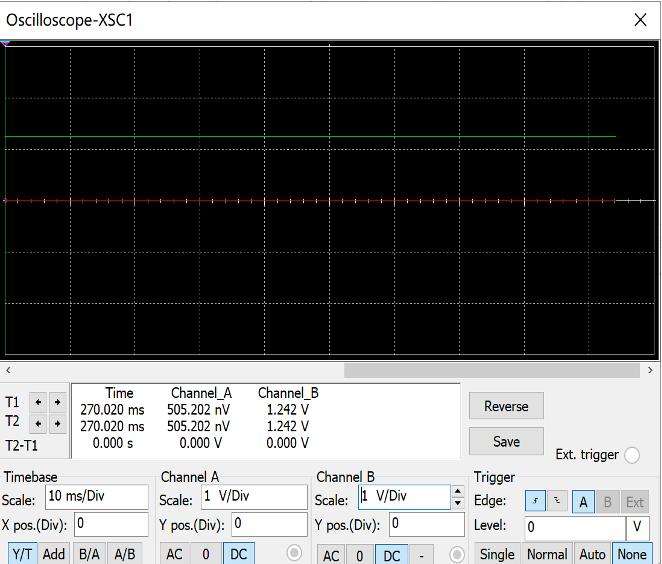 Oscilloscope-XSC1
Time Channel_A Channel_B
T1 270.020 ms 505.202 nV 1.242 V
T2 270.020 ms 505.202 nV 1.242 V
T2-T1 0.000 s 0.000 V 0.000 V
Reverse
Save
Ext. trigger
Timebase Channel A Channel B Trigger
Scale: 10 ms/Div Scale: 1 V/Div Scale: 1 V/Div Edge: A B Ext
X pos.(Div): 0 Y pos.(Div): 0 Y pos.(Div): 0 Level: 0 V
Y/T Add B/A A/B AC 0 DC AC 0 DC - Single Normal Auto None